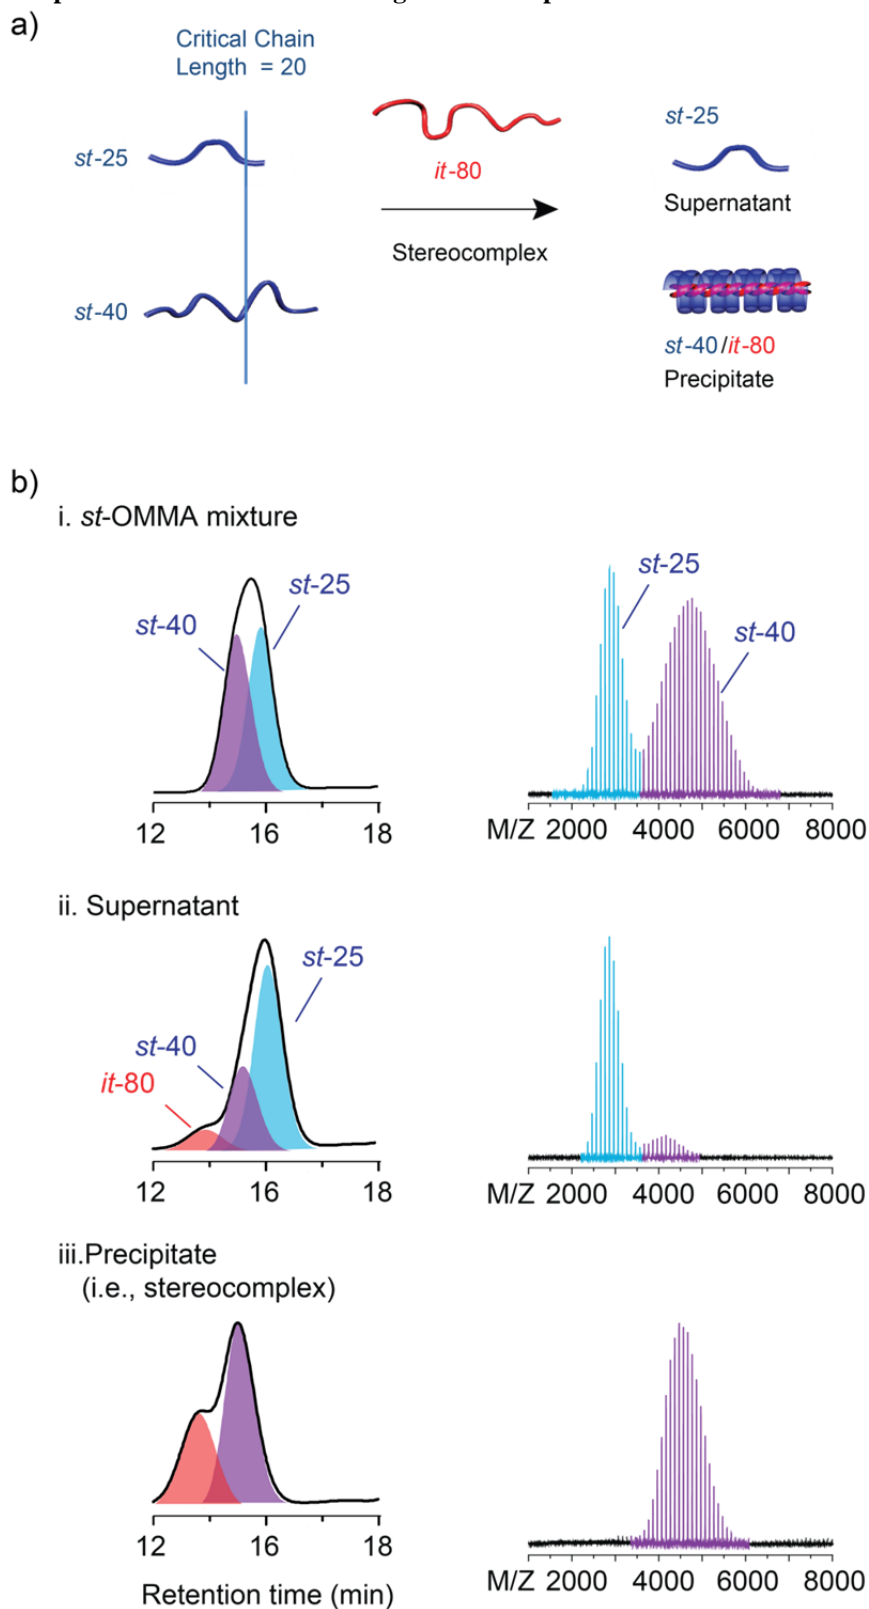 a)
Critical Chain
Length = 20
st-25
st-40
it-80
Stereocomplex
st-25
Supernatant
st-40/it-80
Precipitate
b)
i. st-OMMA mixture
st-40
st-25
12 16 18
st-25
st-40
M/Z 2000 4000 6000 8000
ii. Supernatant
st-25
st-40
it-80
12 16 18
M/Z 2000 4000 6000 8000
iii.Precipitate
(i.e., stereocomplex)
12 16 18
Retention time (min)
M/Z 2000 4000 6000 8000